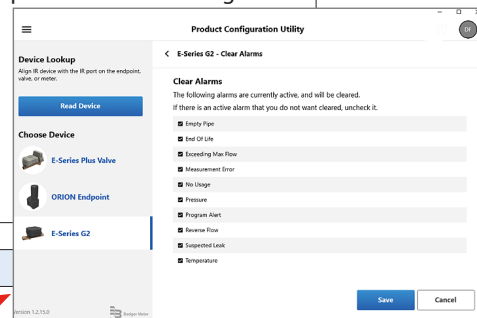 Product Configuration Utility
DF
Device Lookup
Align IR device with the IR port on the endpoint,
valve, or meter.
Read Device
Choose Device
E-Series Plus Valve
ORION Endpoint
E-Series G2
Version 1.2.15.0
Badger Meter
E-Series G2 - Clear Alarms
Clear Alarms
The following alarms are currently active, and will be cleared.
If there is an active alarm that you do not want cleared, uncheck it.
Empty Pipe
End Of Life
Exceeding Max Flow
Measurement Error
No Usage
Pressure
Program Alert
Reverse Flow
Suspected Leak
Temperature
Save
Cancel